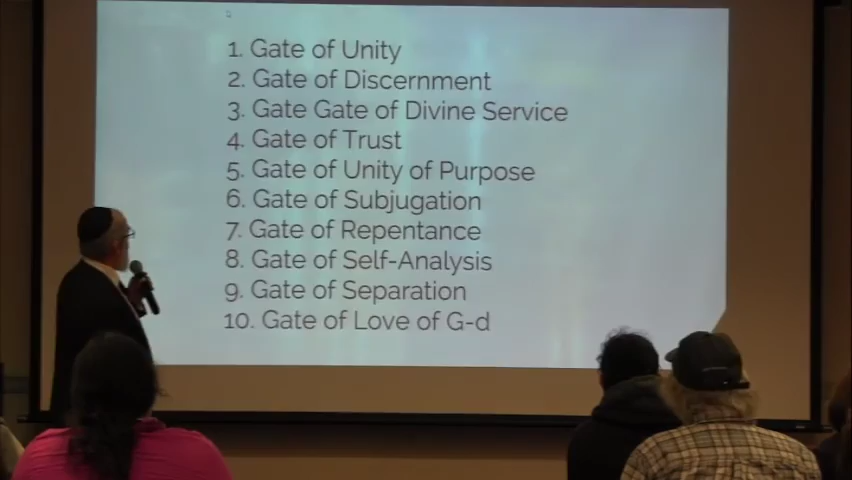 1. Gate of Unity
2. Gate of Discernment
3. Gate Gate of Divine Service
4. Gate of Trust
5. Gate of Unity of Purpose
6. Gate of Subjugation
7. Gate of Repentance
8. Gate of Self-Analysis
9. Gate of Separation
10. Gate of Love of G-d